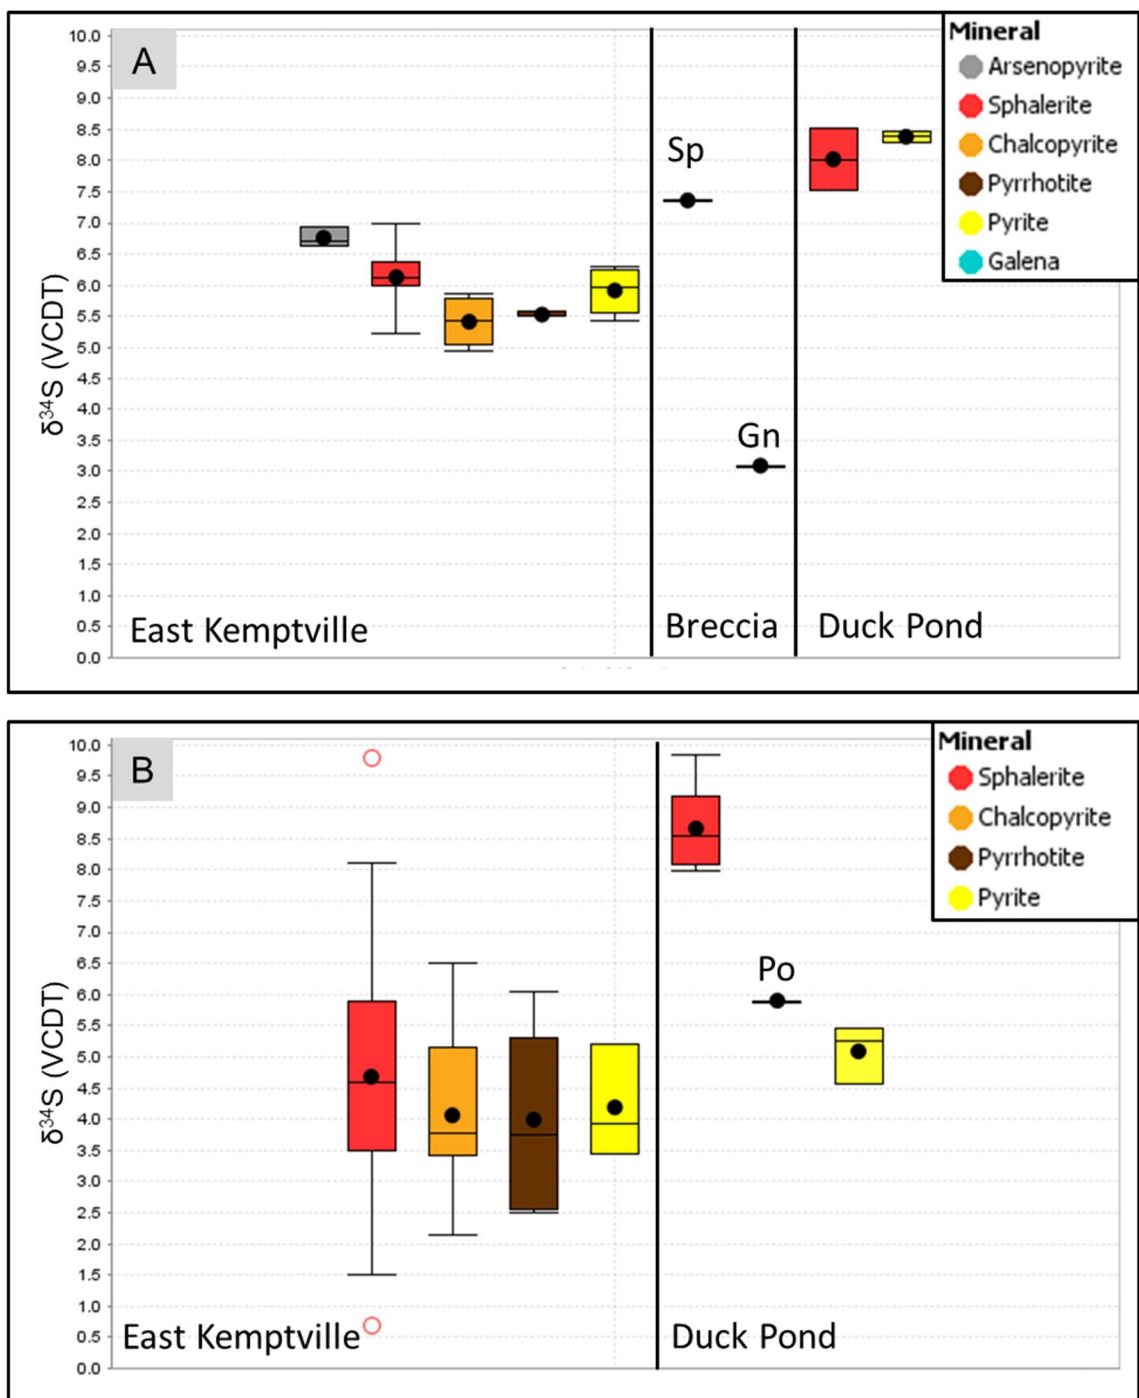 A
10.0
9.5
9.0
8.5
8.0
7.5
7.0
6.5
6.0
5.5
5.0
4.5
4.0
3.5
3.0
2.5
2.0
1.5
1.0
0.5
0.0
δ³⁴S (VCDT)
Mineral
Arsenopyrite
Sphalerite
Chalcopyrite
Pyrrhotite
Pyrite
Galena
Sp
Gn
East Kemptville
Breccia
Duck Pond
B
10.0
9.5
9.0
8.5
8.0
7.5
7.0
6.5
6.0
5.5
5.0
4.5
4.0
3.5
3.0
2.5
2.0
1.5
1.0
0.5
0.0
δ³⁴S (VCDT)
Mineral
Sphalerite
Chalcopyrite
Pyrrhotite
Pyrite
Po
East Kemptville
Duck Pond